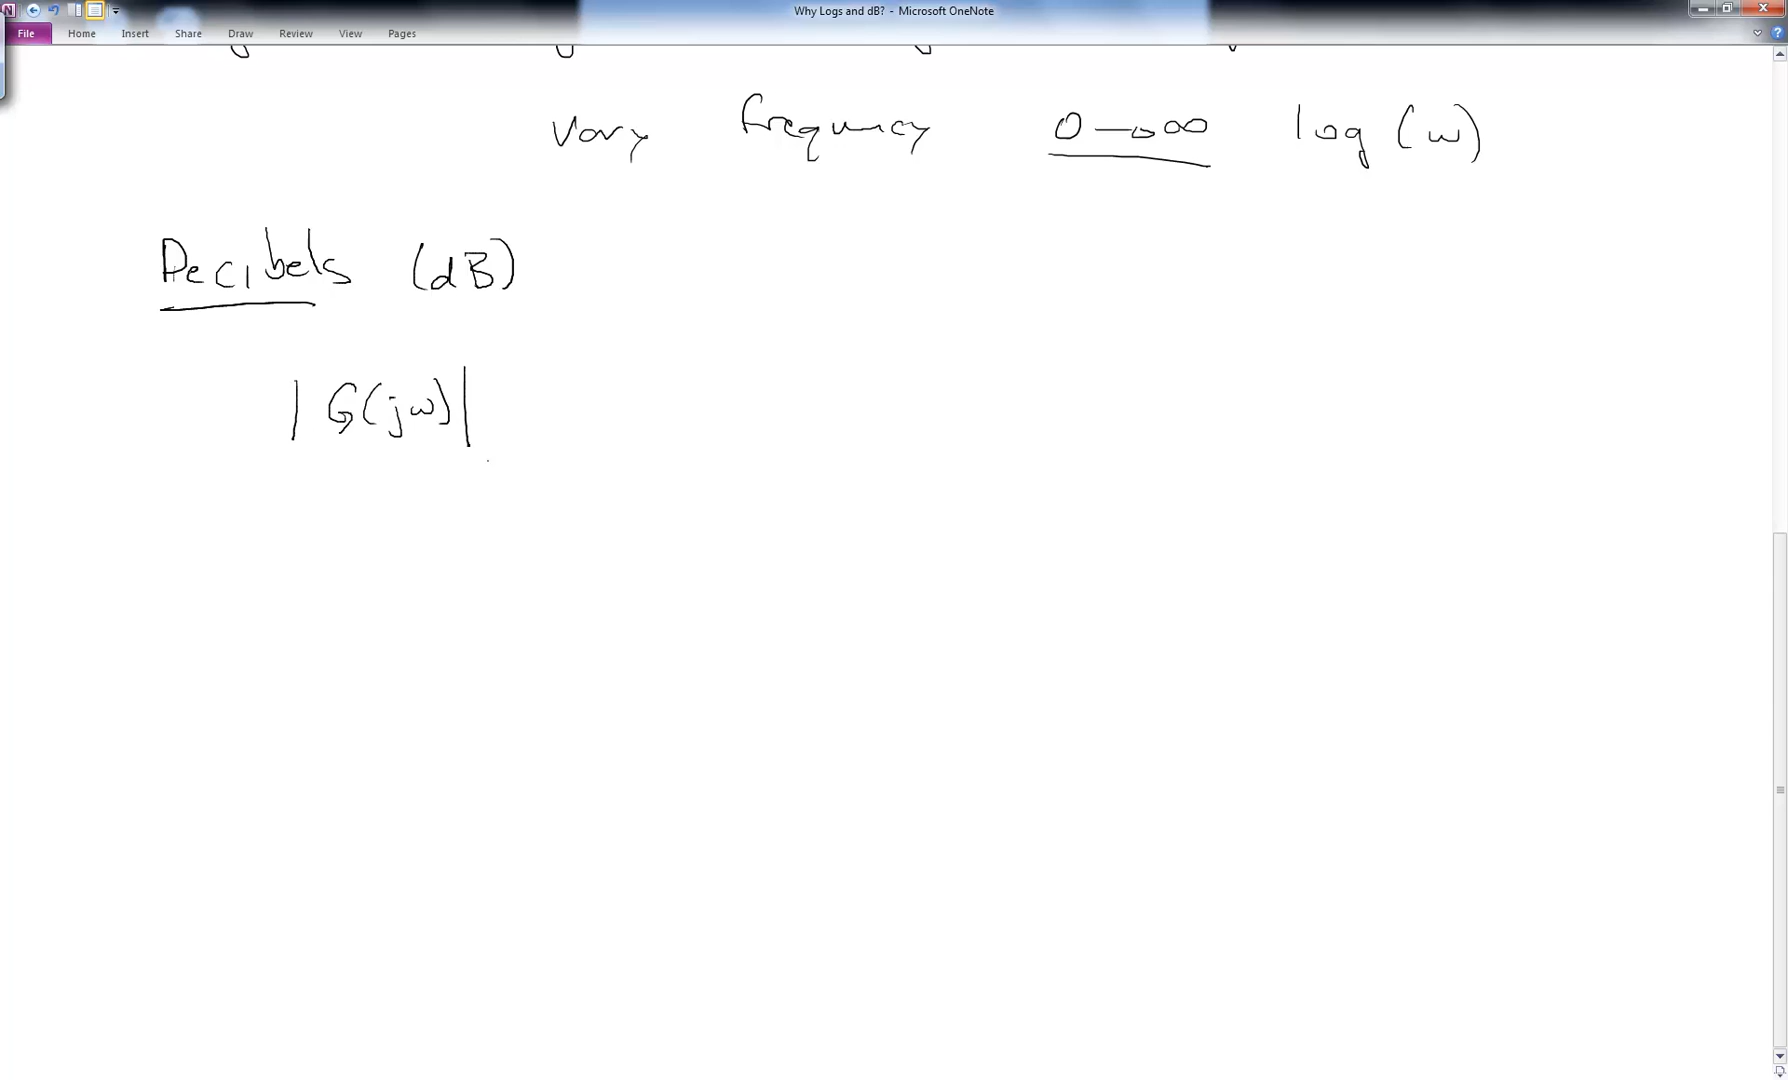 Why Logs and dB? - Microsoft OneNote
File Home Insert Share Draw Review View Pages
Vary frequency 0→∞ log(w)
Decibels (dB)
|G(jω)|